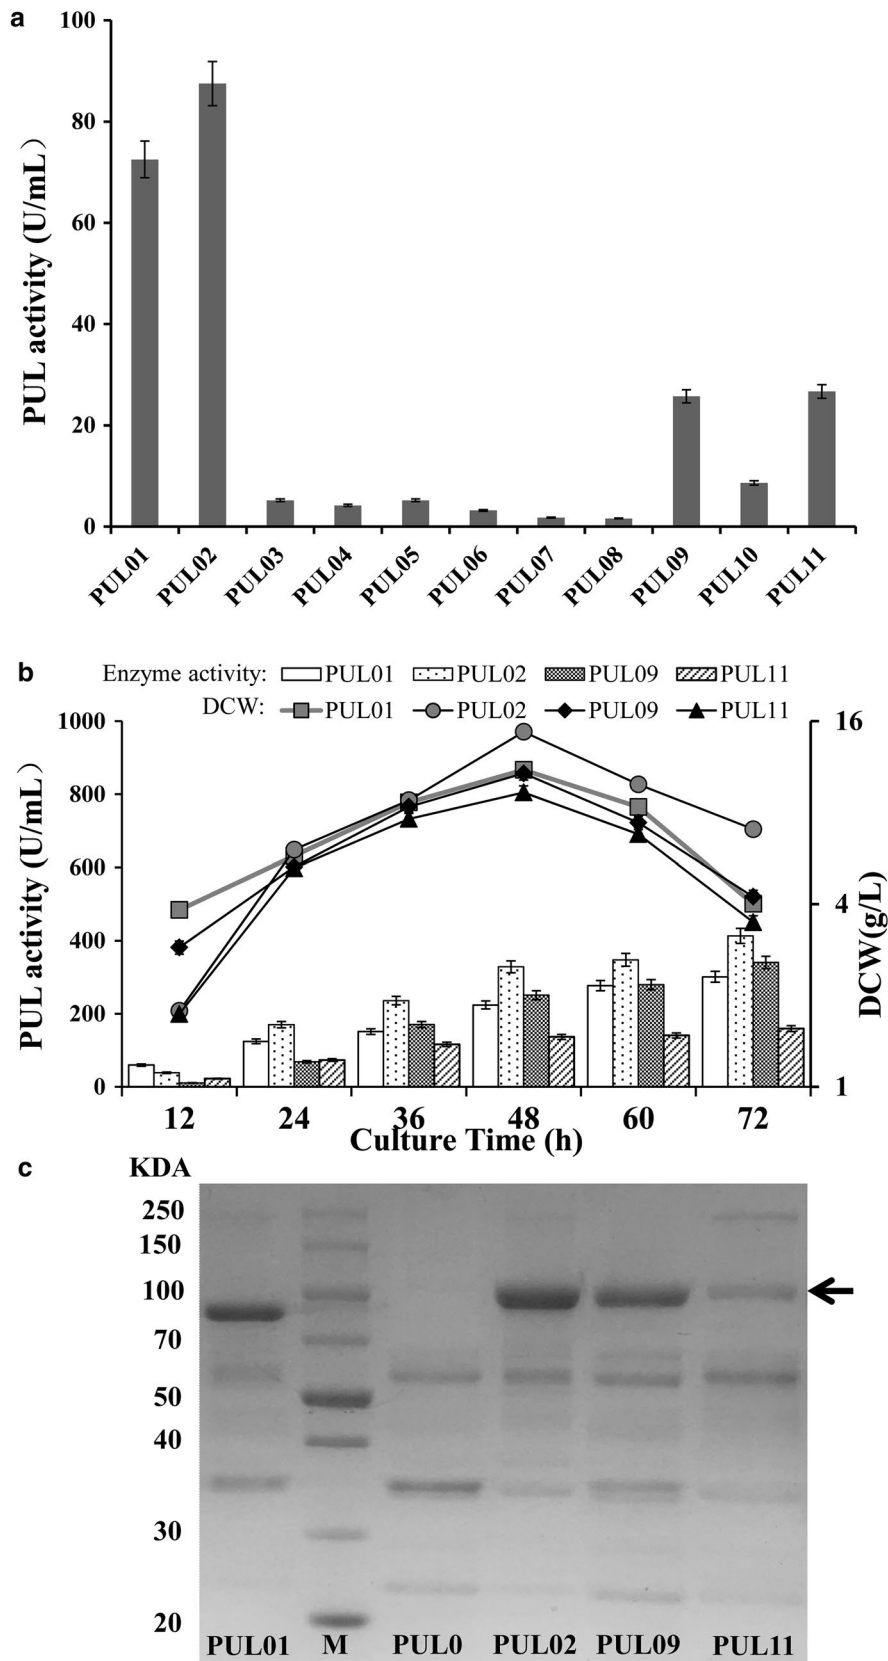 a
100
80
60
40
20
0
PUL activity (U/mL)
PUL01 PUL02 PUL03 PUL04 PUL05 PUL06 PUL07 PUL08 PUL09 PUL10 PUL11
b
Enzyme activity: PUL01 PUL02 PUL09 PUL11
DCW: PUL01 PUL02 PUL09 PUL11
1000
800
600
400
200
0
PUL activity (U/mL)
16
4
1
DCW(g/L)
12 24 36 48 60 72
Culture Time (h)
c
KDA
250
150
100
70
50
40
30
20
PUL01 M PUL0 PUL02 PUL09 PUL11